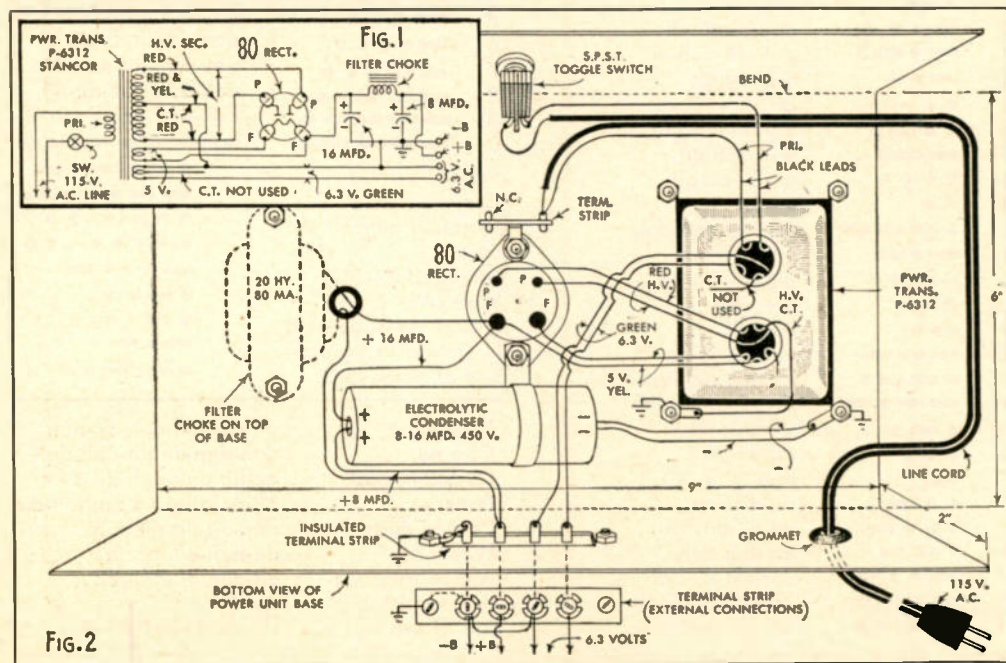 FIG.1
PWR. TRANS.
P-6312
STANCOR
H.V. SEC.
RED
80 RECT.
FILTER CHOKE
RED &
YEL.
C.T.
RED
PRI.
P
P
F
F
+
-
+
-
8 MFD.
16 MFD.
-B
+B
6.3 V.
A.C.
SW.
115-V.
A.C. LINE
5 V.
C.T. NOT USED
6.3 V. GREEN
S.P.S.T.
TOGGLE SWITCH
BEND
PRI.
BLACK LEADS
N.C.
TERM.
STRIP
80
RECT.
P
P
F
F
RED
H.V.
C.T.
NOT
USED
H.V.
C.T.
PWR.
TRANS.
P-6312
6"
20 HY.
80 MA.
GREEN
6.3 V.
+ 16 MFD.
5 V.
YEL.
FILTER
CHOKE ON TOP
OF BASE
+
+
ELECTROLYTIC
CONDENSER
8-16 MFD. 450 V.
-
-
-
-
LINE CORD
+8 MFD.
9"
2"
INSULATED
TERMINAL STRIP
GROMMET
BOTTOM VIEW OF
POWER UNIT BASE
TERMINAL STRIP
(EXTERNAL CONNECTIONS)
115 V.
A.C.
-B
+B
6.3 VOLTS
FIG.2